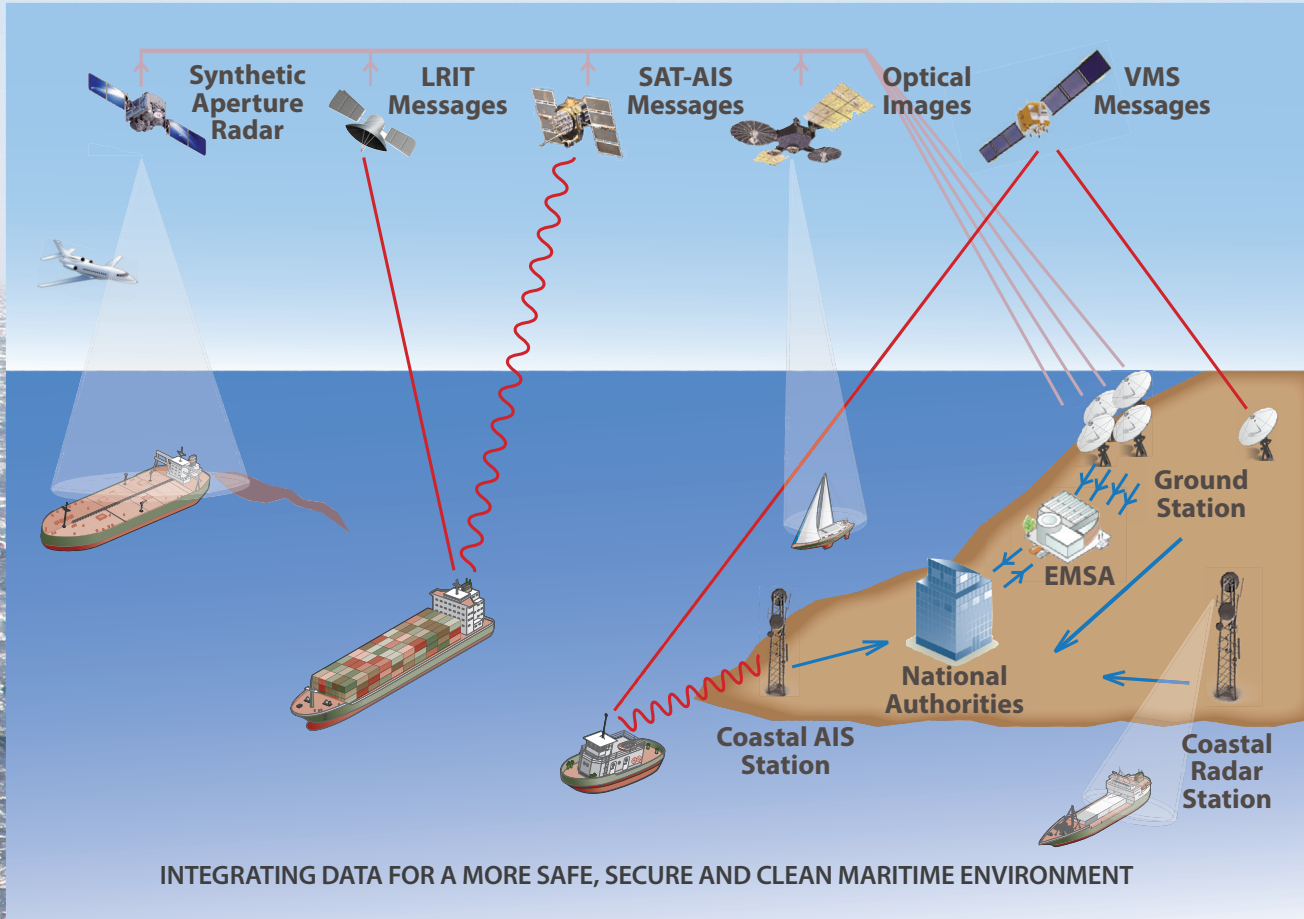 Synthetic
Aperture
Radar
LRIT
Messages
SAT-AIS
Messages
Optical
Images
VMS
Messages
Ground
Station
EMSA
National
Authorities
Coastal AIS
Station
Coastal
Radar
Station
INTEGRATING DATA FOR A MORE SAFE, SECURE AND CLEAN MARITIME ENVIRONMENT